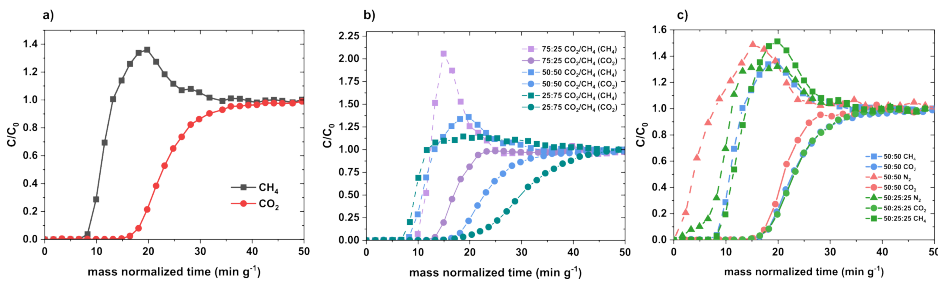 a)
C/C0
1.4
1.2
1.0
0.8
0.6
0.4
0.2
0.0
0
10
20
30
40
50
CH4
CO2
mass normalized time (min g-1)
b)
C/C0
2.25
2.00
1.75
1.50
1.25
1.00
0.75
0.50
0.25
0.00
0
10
20
30
40
50
75:25 CO2/CH4 (CH4)
75:25 CO2/CH4 (CO2)
50:50 CO2/CH4 (CH4)
50:50 CO2/CH4 (CO2)
25:75 CO2/CH4 (CH4)
25:75 CO2/CH4 (CO2)
mass normalized time (min g-1)
c)
C/C0
1.6
1.4
1.2
1.0
0.8
0.6
0.4
0.2
0.0
0
10
20
30
40
50
50:50 CH4
50:50 CO2
50:50 N2
50:50 CO2
50:25:25 N2
50:25:25 CO2
50:25:25 CH4
mass normalized time (min g-1)